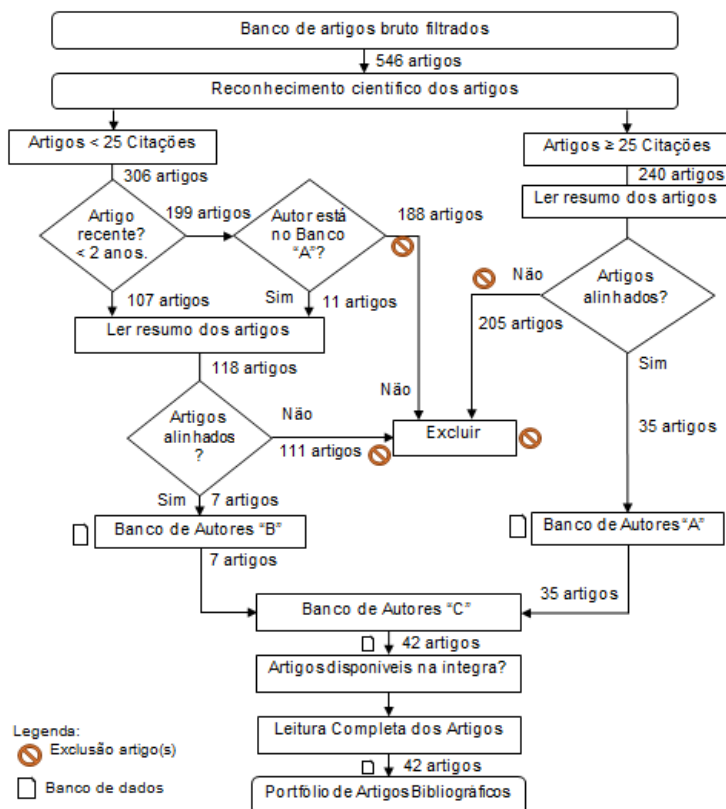 Banco de artigos bruto filtrados
546 artigos
Reconhecimento científico dos artigos
Artigos < 25 Citações
Artigos ≥ 25 Citações
306 artigos
240 artigos
Ler resumo dos artigos
Artigo
recente?
< 2 anos.
199 artigos
Autor está
no Banco
"A"?
188 artigos
Não
Artigos
alinhados?
107 artigos
Sim
11 artigos
205 artigos
Ler resumo dos artigos
118 artigos
Sim
Não
Artigos
alinhados
?
Não
111 artigos
Excluir
35 artigos
Sim
7 artigos
Banco de Autores "B"
Banco de Autores "A"
7 artigos
35 artigos
Banco de Autores "C"
42 artigos
Artigos disponíveis na integra?
Leitura Completa dos Artigos
Legenda:
Exclusão artigo(s)
42 artigos
Banco de dados
Portfólio de Artigos Bibliográficos